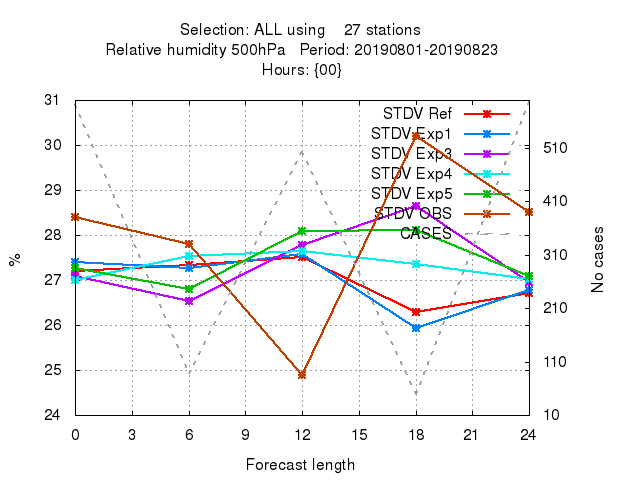 Selection: ALL using    27 stations
Relative humidity 500hPa   Period: 20190801-20190823
Hours: {00}
STDV Ref
STDV Exp1
STDV Exp3
STDV Exp4
STDV Exp5
STDV OBS
CASES
31
30
29
28
27
26
25
24
%
510
410
310
210
110
10
No cases
0 3 6 9 12 15 18 21 24
Forecast length